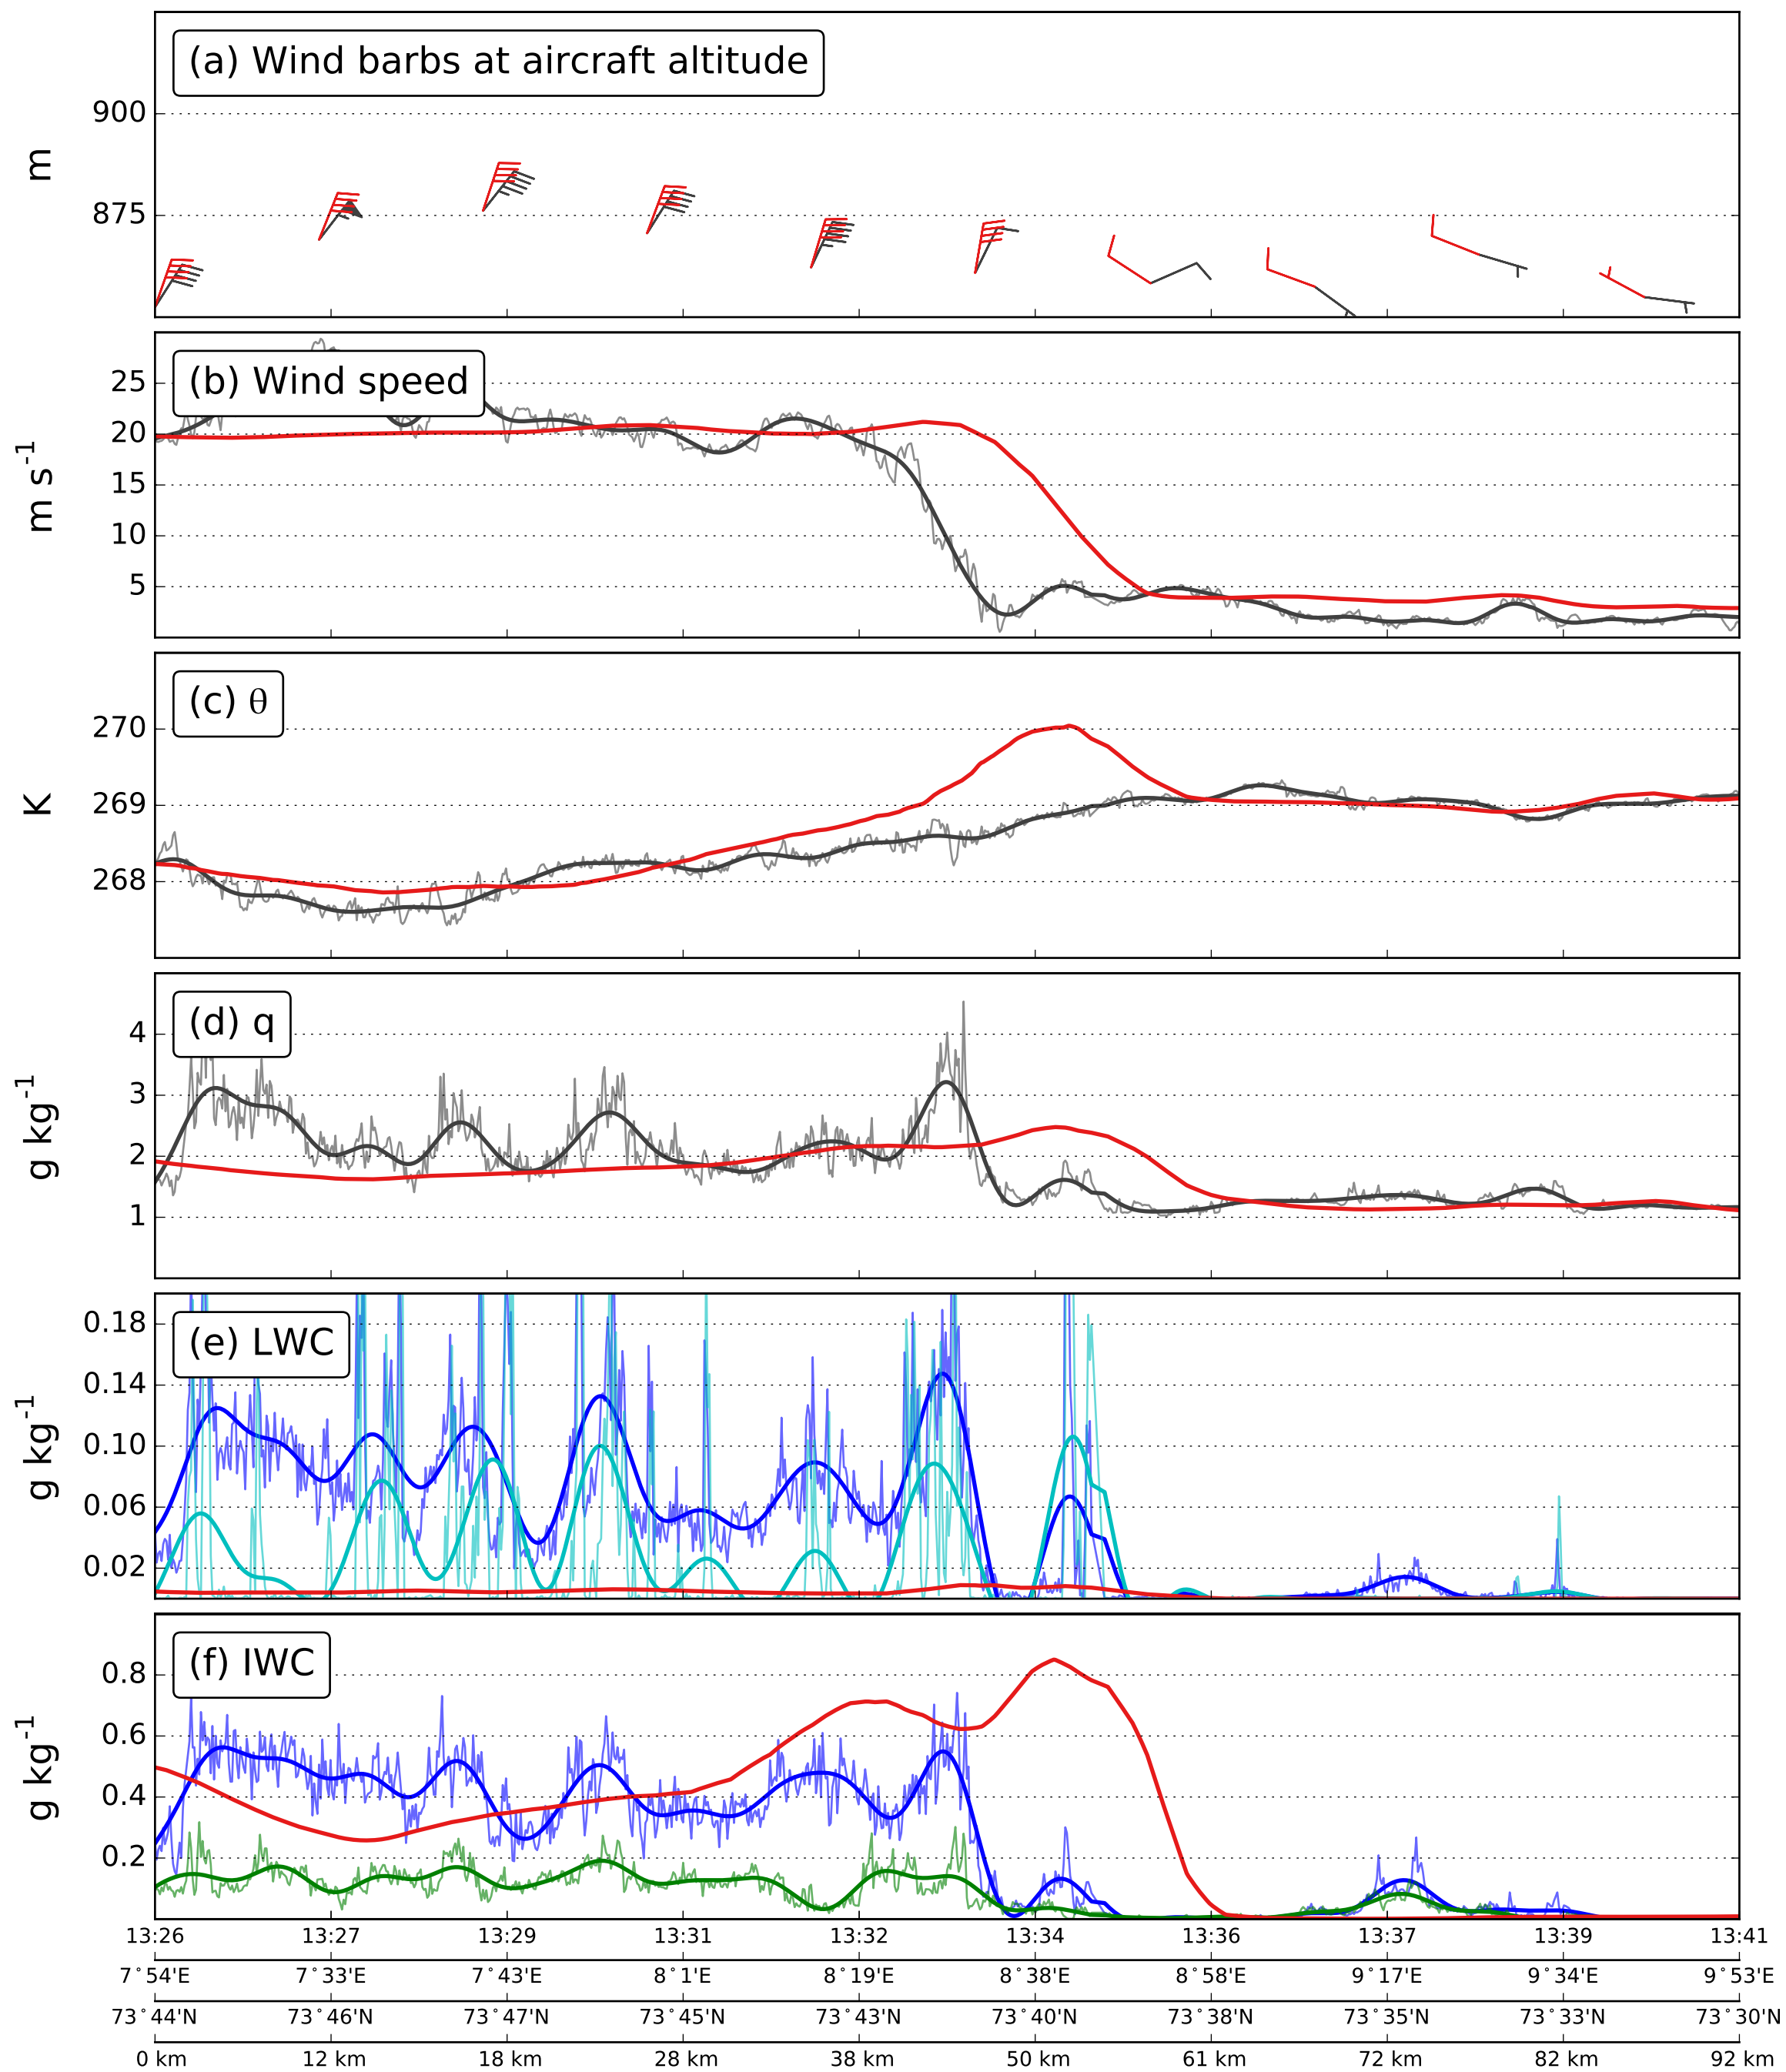 (a) Wind barbs at aircraft altitude
900
875
m
(b) Wind speed
25
20
15
10
5
m s⁻¹
(c) θ
270
269
268
K
(d) q
4
3
2
1
g kg⁻¹
(e) LWC
0.18
0.14
0.10
0.06
0.02
g kg⁻¹
(f) IWC
0.8
0.6
0.4
0.2
g kg⁻¹
13:26 13:27 13:29 13:31 13:32 13:34 13:36 13:37 13:39 13:41
7˚54'E 7˚33'E 7˚43'E 8˚1'E 8˚19'E 8˚38'E 8˚58'E 9˚17'E 9˚34'E 9˚53'E
73˚44'N 73˚46'N 73˚47'N 73˚45'N 73˚43'N 73˚40'N 73˚38'N 73˚35'N 73˚33'N 73˚30'N
0 km 12 km 18 km 28 km 38 km 50 km 61 km 72 km 82 km 92 km